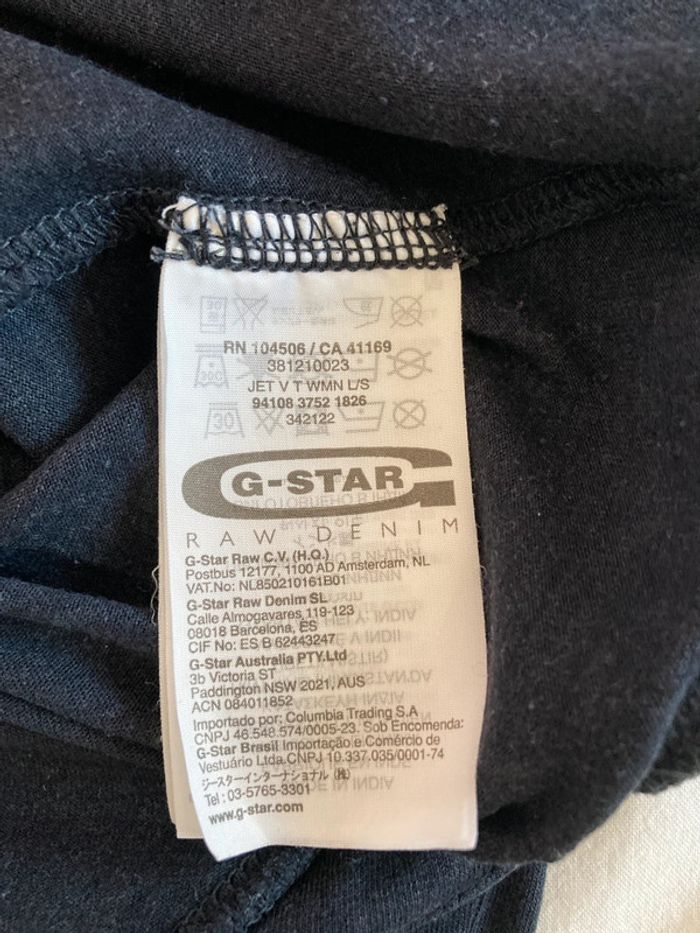 RN 104506 / CA 41169
381210023
JET V T WMN L/S
94108 3752 1826
342122
G-STAR
RAW DENIM
G-Star Raw C.V. (H.Q.)
Postbus 12177, 1100 AD Amsterdam, NL
VAT.No: NL850210161B01
G-Star Raw Denim SL
Calle Almogavares 119-123
08018 Barcelona, ES
CIF No: ES B 62443247
G-Star Australia PTY.Ltd
3b Victoria ST
Paddington NSW 2021, AUS
ACN 084011852
Importado por: Columbia Trading S.A
CNPJ 46.548.574/0005-23. Sob Encomenda:
G-Star Brasil Importação e Comércio de
Vestuário Ltda.CNPJ 10.337.035/0001-74
ジースターインターナショナル (株)
Tel : 03-5765-3301
www.g-star.com